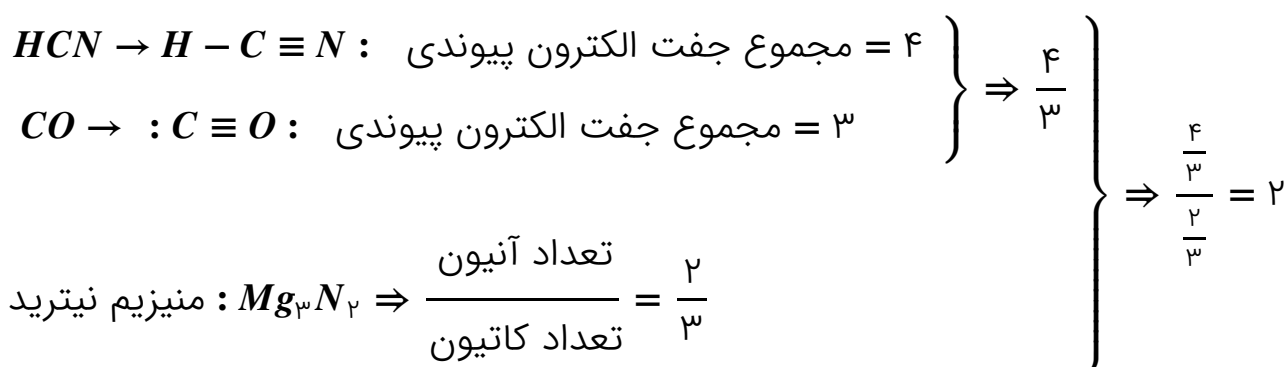 HCN → H − C ≡ N : مجموع جفت الکترون پیوندی = ۴
CO → : C ≡ O : مجموع جفت الکترون پیوندی = ۳
} ⇒ ۴/۳
منیزیم نیترید : Mg₃N₂ ⇒ تعداد آنیون / تعداد کاتیون = ۲/۳
} ⇒ (۴/۳)/(۲/۳) = ۲